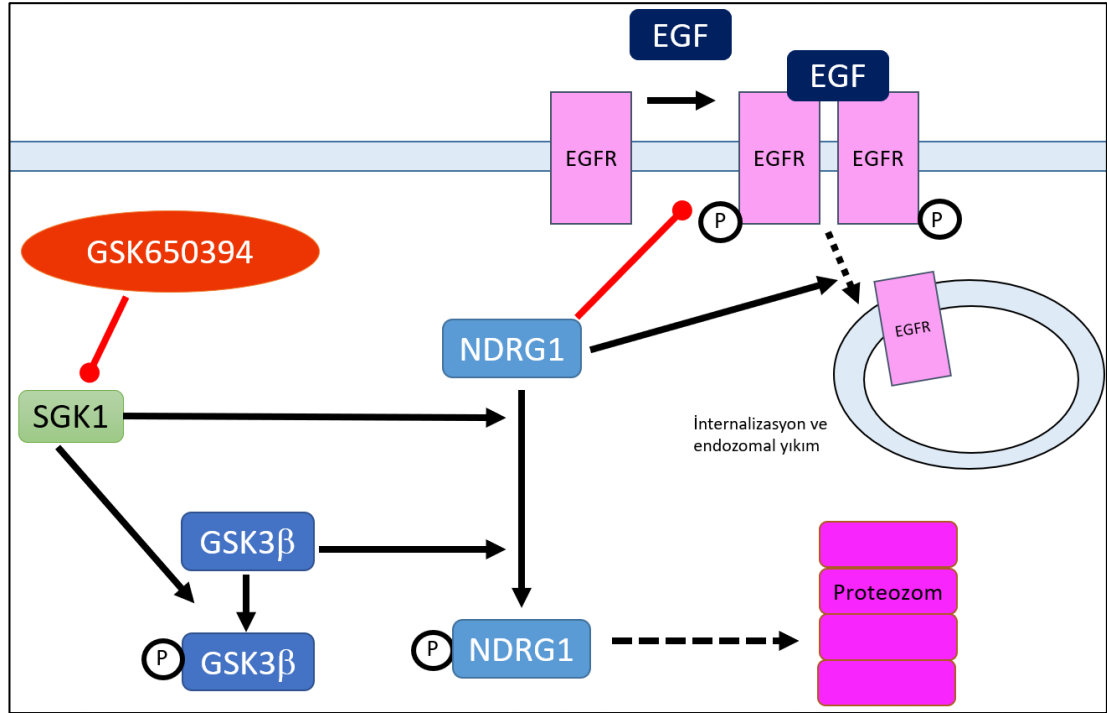 EGF
EGF
EGFR
EGFR
EGFR
P
P
GSK650394
EGFR
NDRG1
SGK1
İnternalizasyon ve
endozomal yıkım
GSK3β
Proteozom
P
GSK3β
P
NDRG1